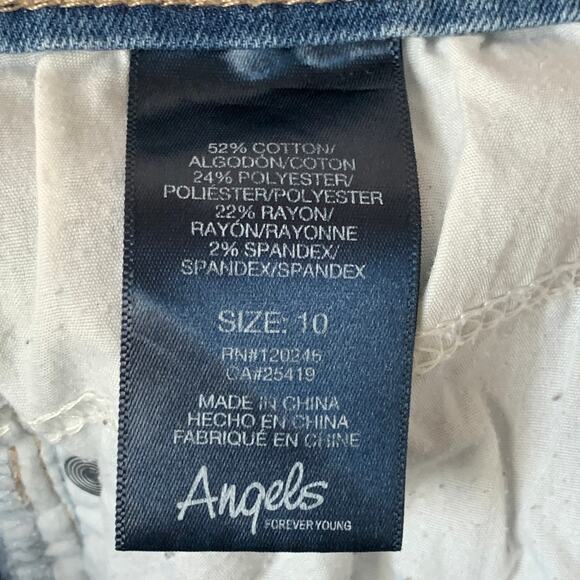 52% COTTON/
ALGODÓN/COTON
24% POLYESTER/
POLIÉSTER/POLYESTER
22% RAYON/
RAYÓN/RAYONNE
2% SPANDEX/
SPANDEX/SPANDEX
SIZE: 10
RN#120246
CA#25419
MADE IN CHINA
HECHO EN CHINA
FABRIQUÉ EN CHINE
Angels
FOREVER YOUNG